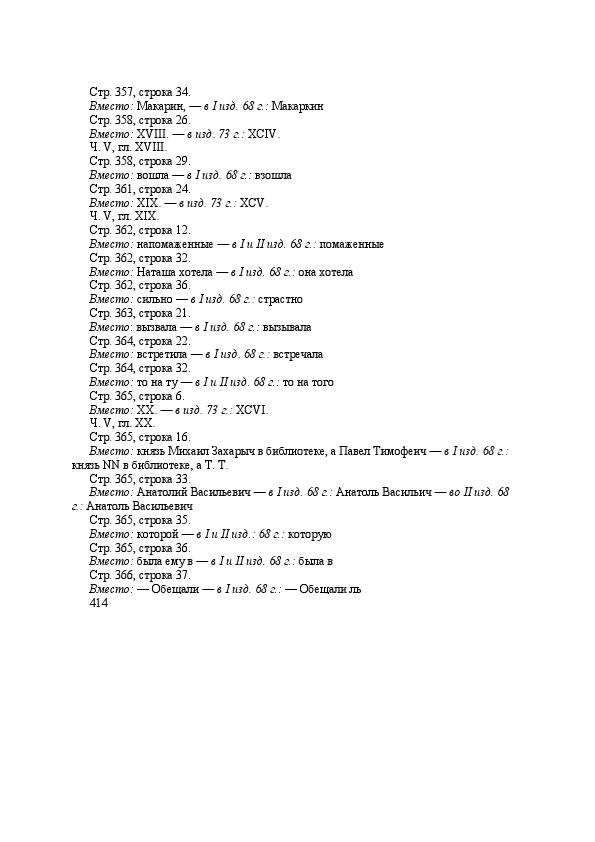 Стр. 357, строка 34.
Вместо: Макарин, — в I изд. 68 г.: Макаркин
Стр. 358, строка 26.
Вместо: XVIII. — в изд. 73 г.: XCIV.
Ч. V, гл. XVIII.
Стр. 358, строка 29.
Вместо: вошла — в I изд. 68 г.: взошла
Стр. 361, строка 24.
Вместо: XIX. — в изд. 73 г.: XCV.
Ч. V, гл. XIX.
Стр. 362, строка 12.
Вместо: напомаженные — в I и II изд. 68 г.: помаженные
Стр. 362, строка 32.
Вместо: Наташа хотела — в I изд. 68 г.: она хотела
Стр. 362, строка 36.
Вместо: сильно — в I изд. 68 г.: страстно
Стр. 363, строка 21.
Вместо: вызвала — в I изд. 68 г.: вызывала
Стр. 364, строка 22.
Вместо: встретила — в I изд. 68 г.: встречала
Стр. 364, строка 32.
Вместо: то на ту — в I и II изд. 68 г.: то на того
Стр. 365, строка 6.
Вместо: XX. — в изд. 73 г.: XCVI.
Ч. V, гл. XX.
Стр. 365, строка 16.
Вместо: князь Михаил Захарыч в библиотеке, а Павел Тимофеич — в I изд. 68 г.:
князь NN в библиотеке, а Т. Т.
Стр. 365, строка 33.
Вместо: Анатолий Васильевич — в I изд. 68 г.: Анатоль Васильич — во II изд. 68
г.: Анатоль Васильевич
Стр. 365, строка 35.
Вместо: которой — в I и II изд.: 68 г.: которую
Стр. 365, строка 36.
Вместо: была ему в — в I и II изд. 68 г.: была в
Стр. 366, строка 37.
Вместо: — Обещали — в I изд. 68 г.: — Обещали ль
414